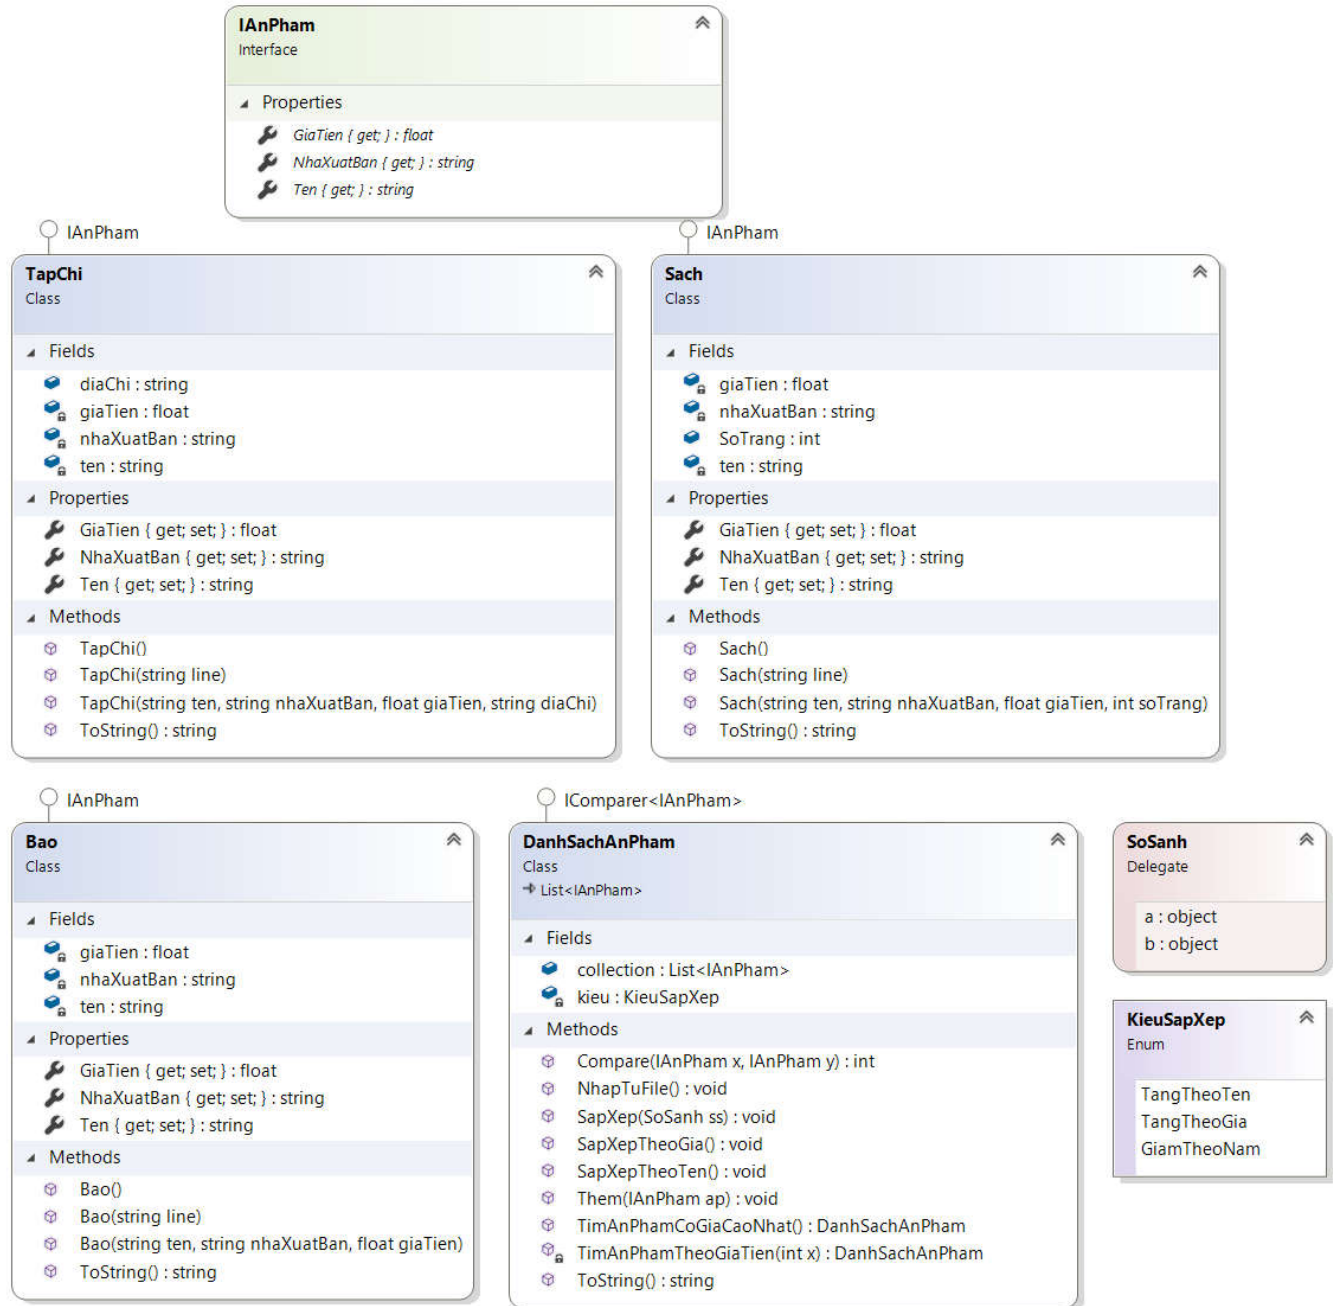 IAnPham
Interface
Properties
GiaTien { get; } : float
NhaXuatBan { get; } : string
Ten { get; } : string
IAnPham
TapChi
Class
Fields
diaChi : string
giaTien : float
nhaXuatBan : string
ten : string
Properties
GiaTien { get; set; } : float
NhaXuatBan { get; set; } : string
Ten { get; set; } : string
Methods
TapChi()
TapChi(string line)
TapChi(string ten, string nhaXuatBan, float giaTien, string diaChi)
ToString() : string
IAnPham
Sach
Class
Fields
giaTien : float
nhaXuatBan : string
SoTrang : int
ten : string
Properties
GiaTien { get; set; } : float
NhaXuatBan { get; set; } : string
Ten { get; set; } : string
Methods
Sach()
Sach(string line)
Sach(string ten, string nhaXuatBan, float giaTien, int soTrang)
ToString() : string
IAnPham
Bao
Class
Fields
giaTien : float
nhaXuatBan : string
ten : string
Properties
GiaTien { get; set; } : float
NhaXuatBan { get; set; } : string
Ten { get; set; } : string
Methods
Bao()
Bao(string line)
Bao(string ten, string nhaXuatBan, float giaTien)
ToString() : string
IComparer<IAnPham>
DanhSachAnPham
Class
List<IAnPham>
Fields
collection : List<IAnPham>
kieu : KieuSapXep
Methods
Compare(IAnPham x, IAnPham y) : int
NhapTuFile() : void
SapXep(SoSanh ss) : void
SapXepTheoGia() : void
SapXepTheoTen() : void
Them(IAnPham ap) : void
TimAnPhamCoGiaCaoNhat() : DanhSachAnPham
TimAnPhamTheoGiaTien(int x) : DanhSachAnPham
ToString() : string
SoSanh
Delegate
a : object
b : object
KieuSapXep
Enum
TangTheoTen
TangTheoGia
GiamTheoNam